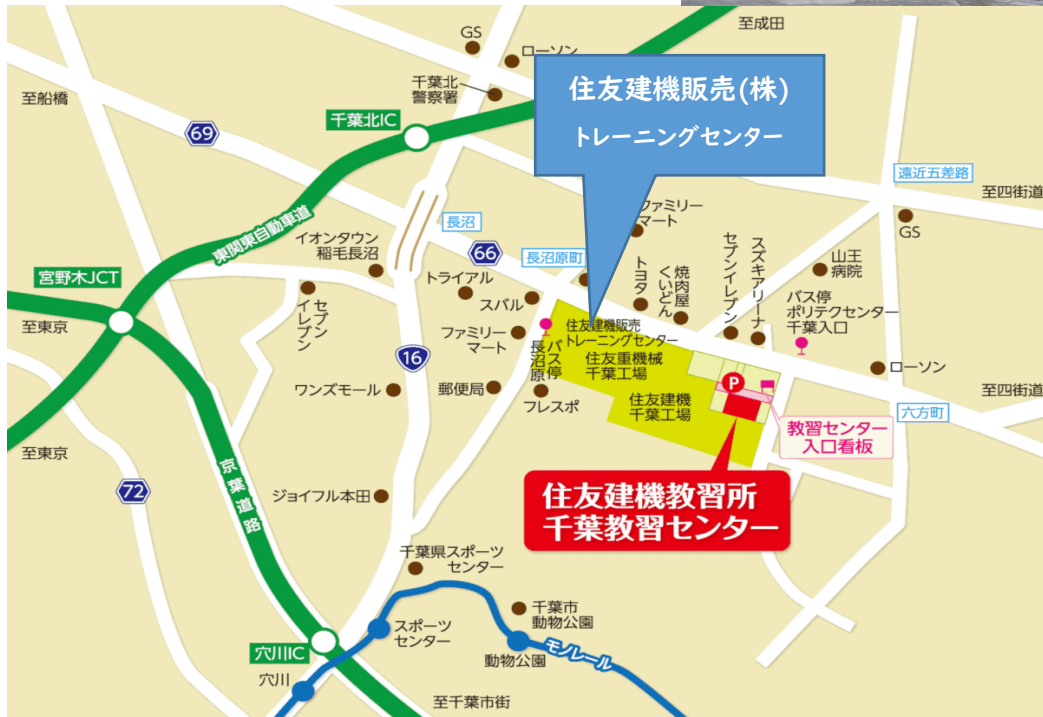 至成田
GS
ローソン
千葉北
警察署
至船橋
69
千葉北IC
住友建機販売(株)
トレーニングセンター
遠近五差路
至四街道
東関東自動車道
長沼
イオンタウン
稲毛長沼
66
長沼原町
ファミリー
マート
GS
宮野木JCT
トライアル
スバル
トヨタ
焼肉屋
くいどん
セブンイレブン
スズキアリーナ
山王
病院
バス停
ポリテクセンター
千葉入口
至東京
セブン
イレブン
ファミリー
マート
バス停
長沼原
住友建機販売
トレーニングセンター
住友重機械
千葉工場
16
ワンズモール
郵便局
フレスポ
住友建機
千葉工場
P
ローソン
至四街道
六方町
教習センター
入口看板
至東京
72
京葉道路
ジョイフル本田
住友建機教習所
千葉教習センター
千葉県スポーツ
センター
スポーツ
センター
千葉市
動物公園
動物公園
モノレール
穴川IC
穴川
至千葉市街